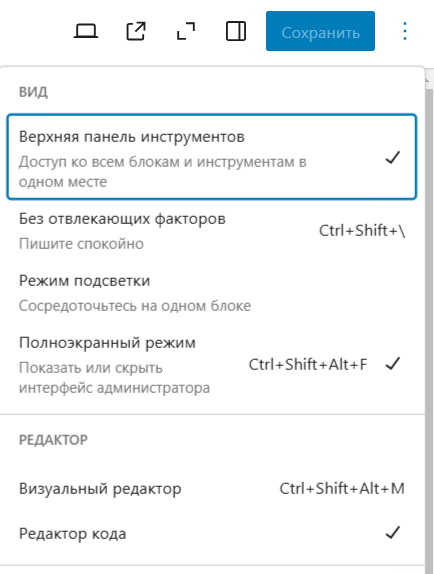 Сохранить
ВИД
Верхняя панель инструментов
Доступ ко всем блокам и инструментам в
одном месте
Без отвлекающих факторов
Пишите спокойно
Ctrl+Shift+\
Режим подсветки
Сосредоточьтесь на одном блоке
Полноэкранный режим
Показать или скрыть
интерфейс администратора
Ctrl+Shift+Alt+F
РЕДАКТОР
Визуальный редактор
Ctrl+Shift+Alt+M
Редактор кода